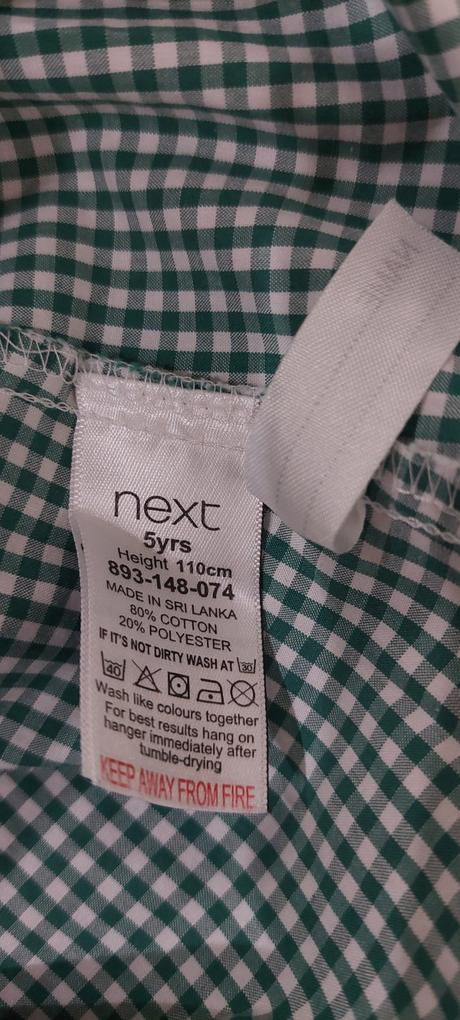 NAME
next
5yrs
Height 110cm
893-148-074
MADE IN SRI LANKA
80% COTTON
20% POLYESTER
IF IT'S NOT DIRTY WASH AT 30
40
Wash like colours together
For best results hang on
hanger immediately after
tumble-drying
KEEP AWAY FROM FIRE